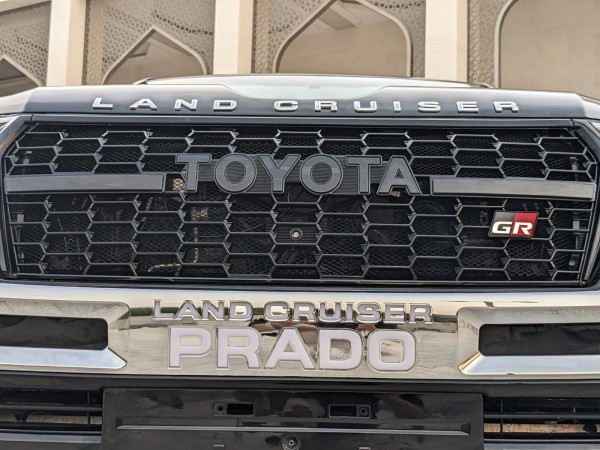 LAND CRUISER
TOYOTA
GR
LAND CRUISER
PRADO